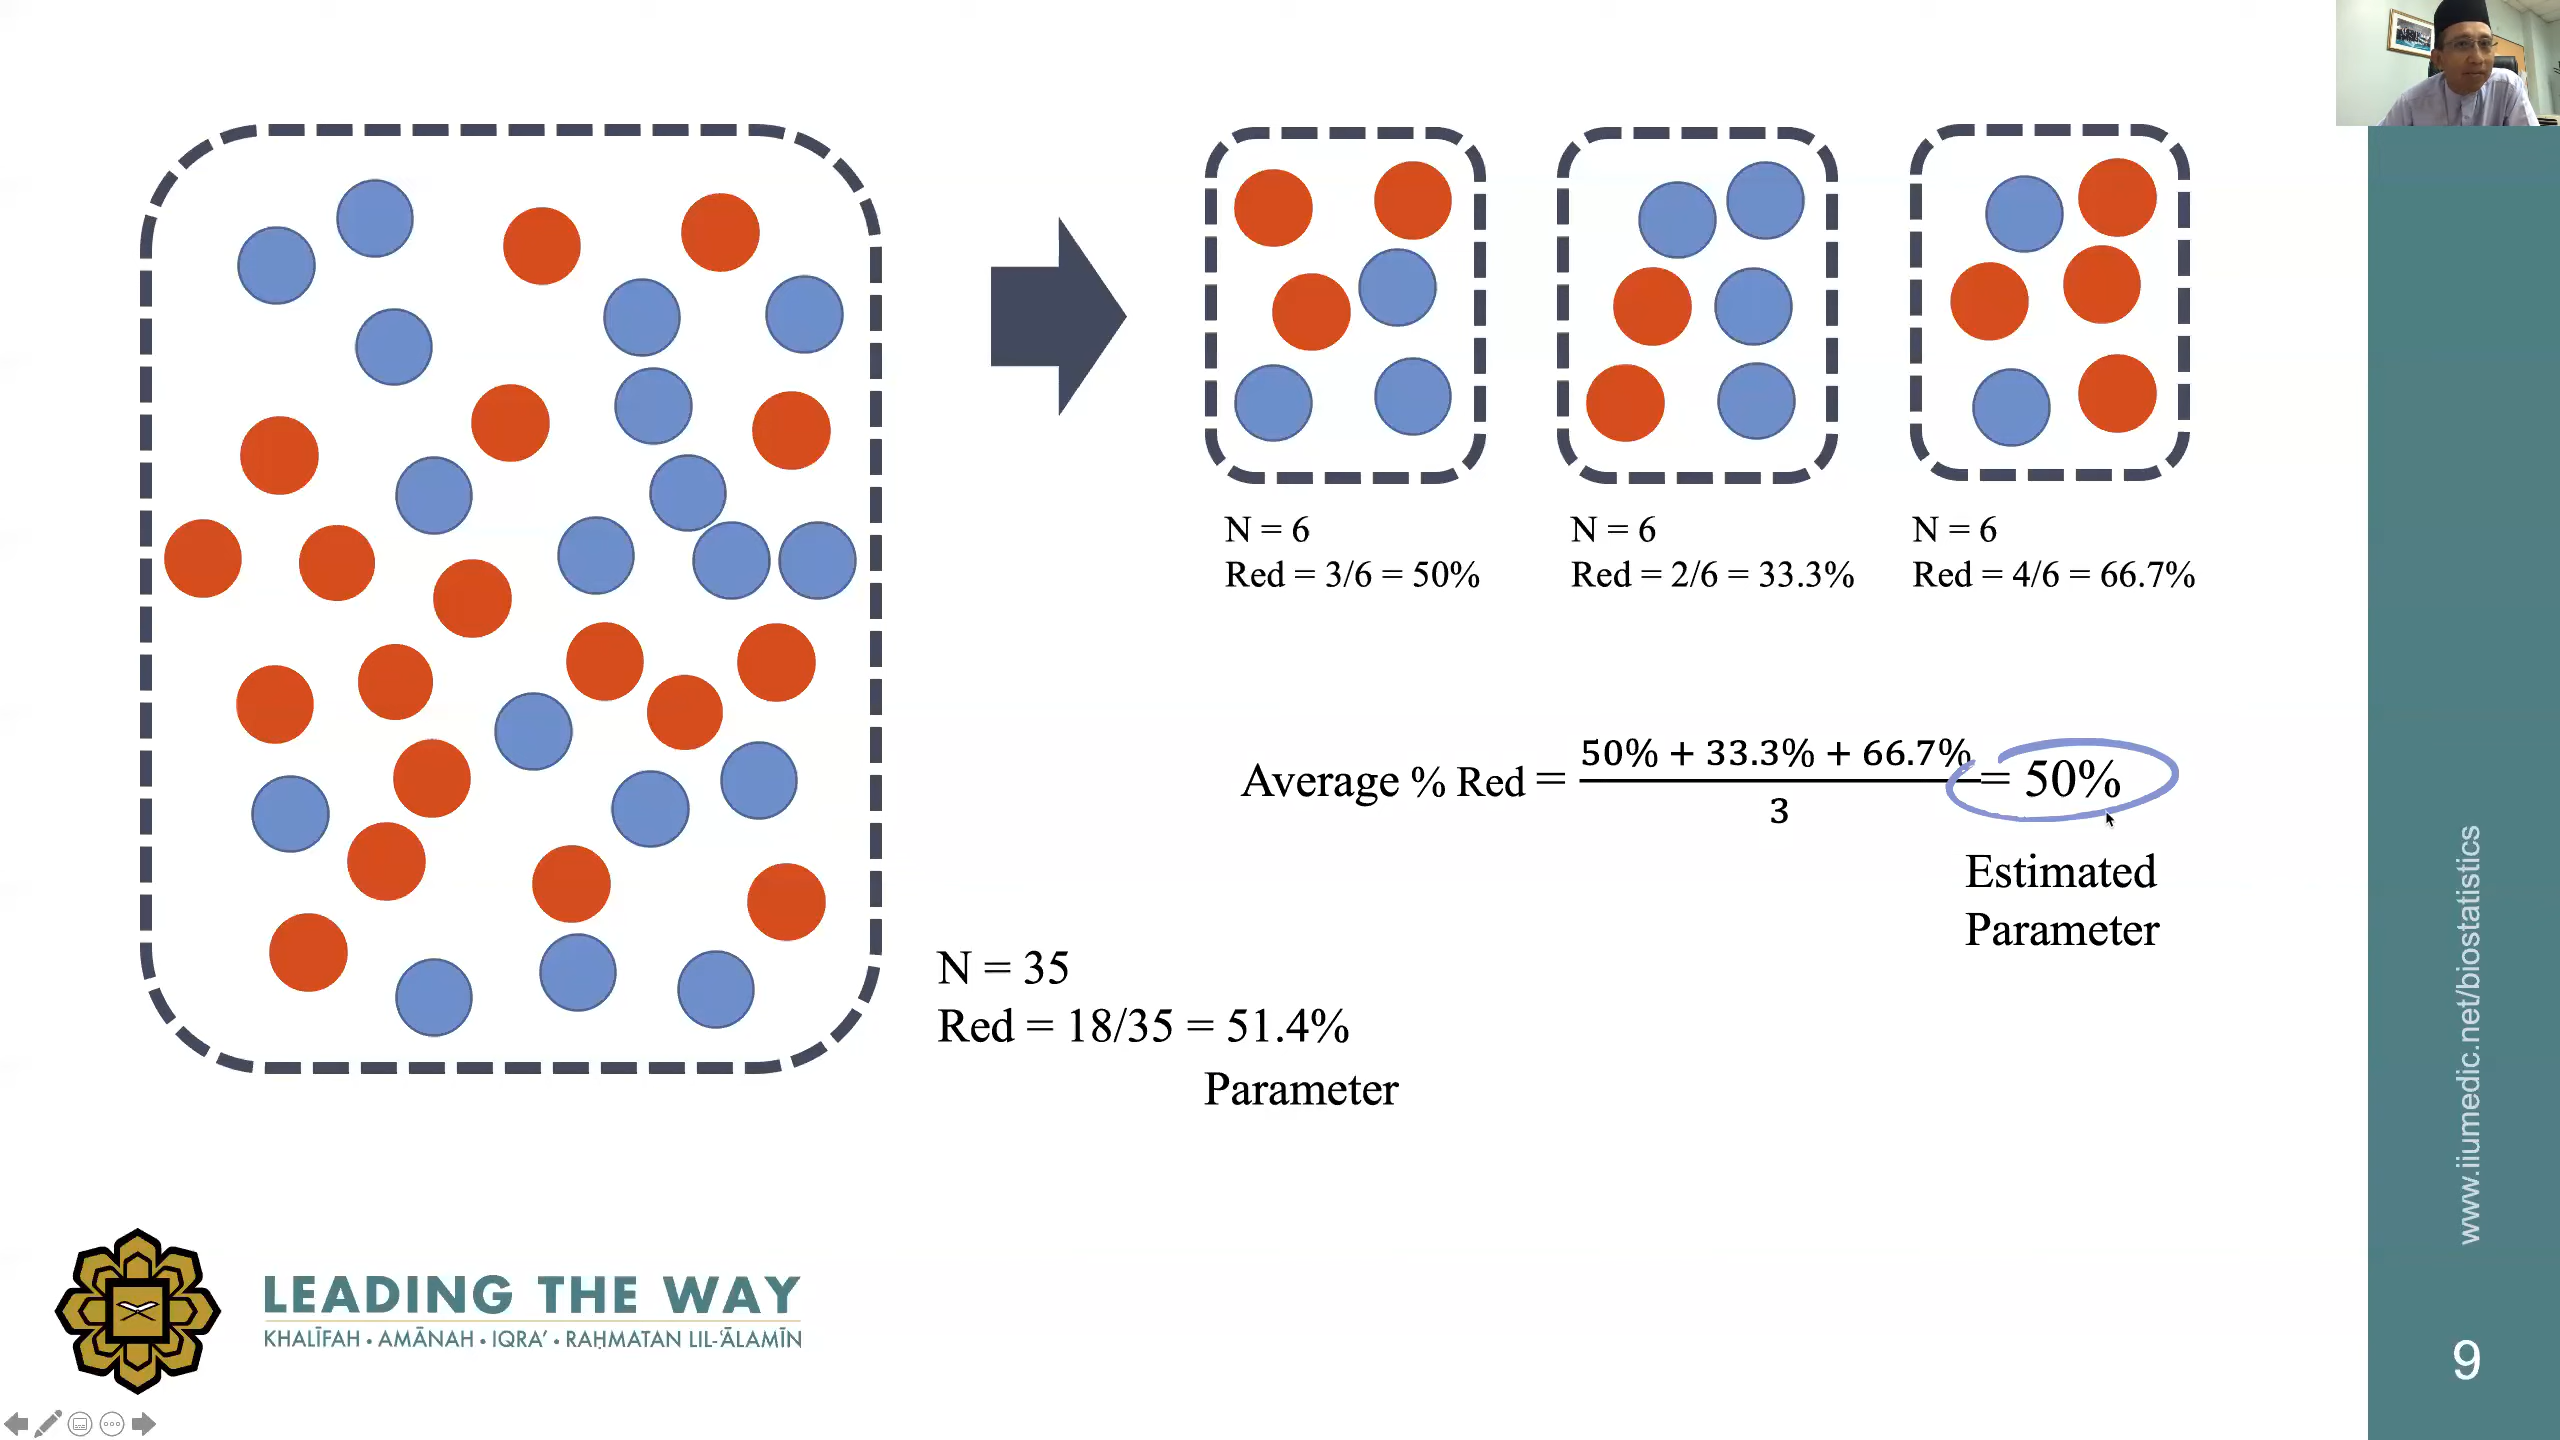 N = 6
Red = 3/6 = 50%
N = 6
Red = 2/6 = 33.3%
N = 6
Red = 4/6 = 66.7%
Average % Red = 50% + 33.3% + 66.7% / 3 = 50%
Estimated
Parameter
N = 35
Red = 18/35 = 51.4%
Parameter
www.iiumedic.net/biostatistics
LEADING THE WAY
KHALĪFAH • AMĀNAH • IQRA’ • RAḤMATAN LIL-ʿĀLAMĪN
9